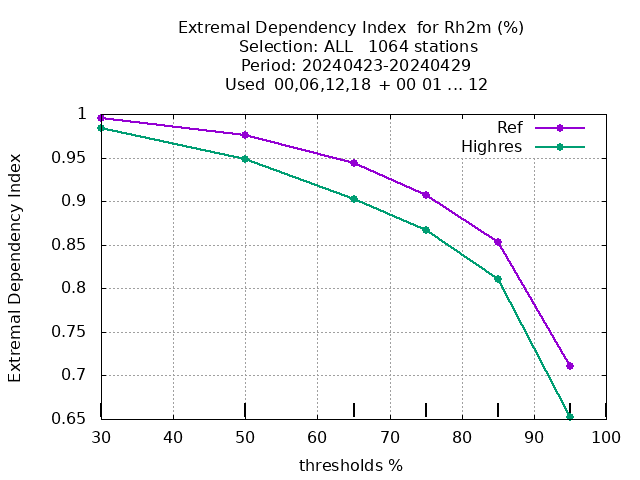 Extremal Dependency Index  for Rh2m (%)
Selection: ALL   1064 stations
Period: 20240423-20240429
Used  00,06,12,18  + 00 01 ... 12
Extremal Dependency Index
1
0.95
0.9
0.85
0.8
0.75
0.7
0.65
Ref
Highres
30 40 50 60 70 80 90 100
thresholds %